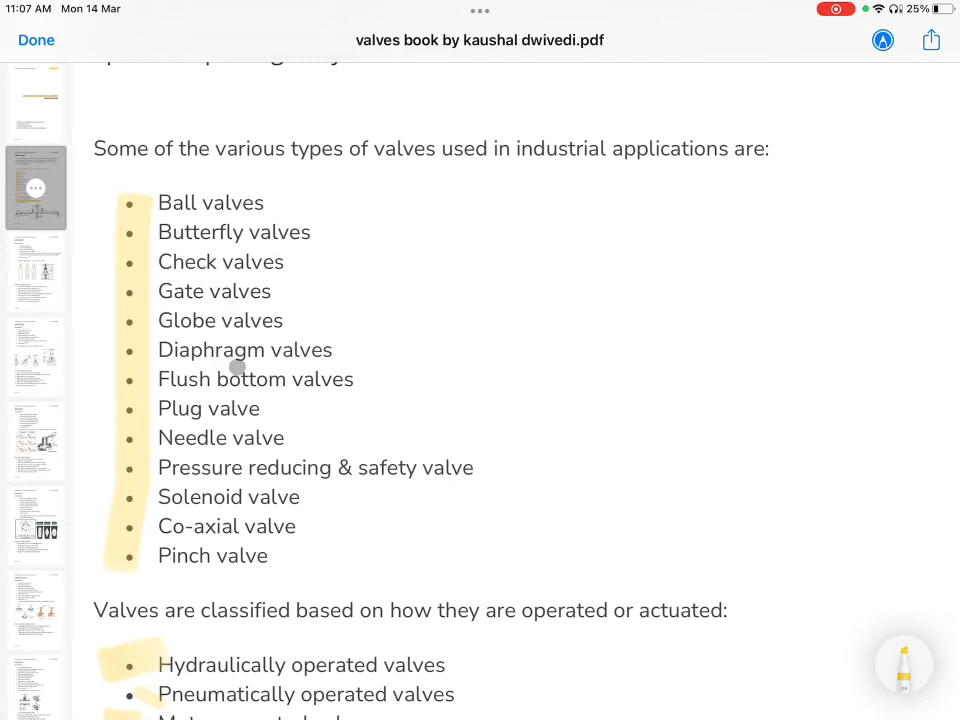 11:07 AM Mon 14 Mar
25%
Done
valves book by kaushal dwivedi.pdf
Some of the various types of valves used in industrial applications are:
• Ball valves
• Butterfly valves
• Check valves
• Gate valves
• Globe valves
• Diaphragm valves
• Flush bottom valves
• Plug valve
• Needle valve
• Pressure reducing & safety valve
• Solenoid valve
• Co-axial valve
• Pinch valve
Valves are classified based on how they are operated or actuated:
• Hydraulically operated valves
• Pneumatically operated valves